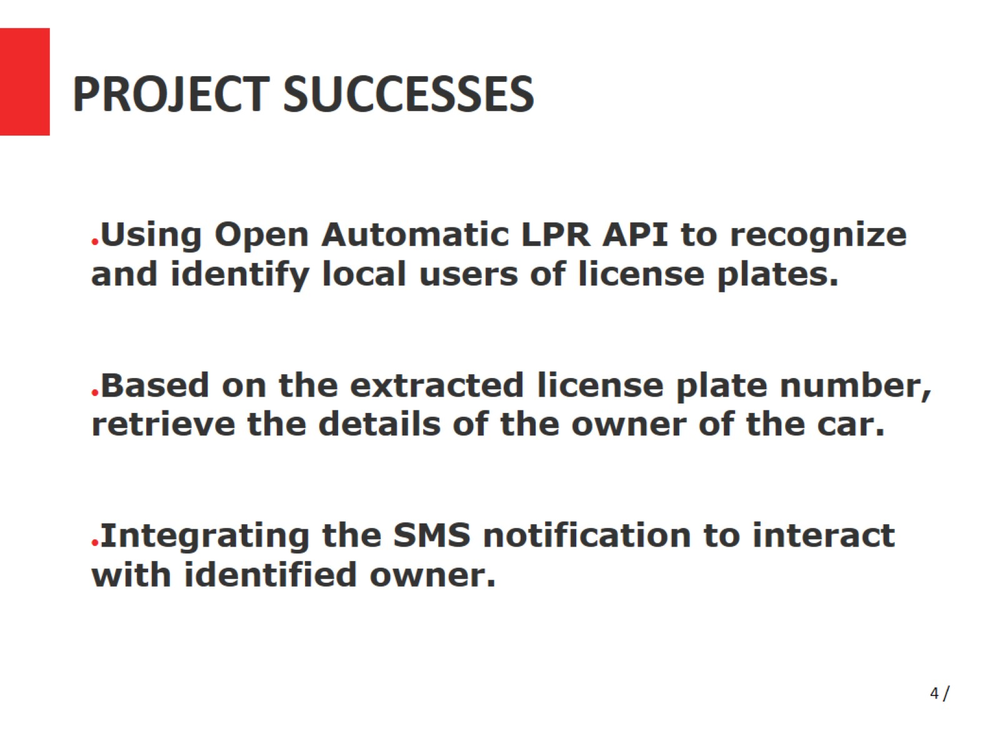 PROJECT SUCCESSES
•Using Open Automatic LPR API to recognize
and identify local users of license plates.
•Based on the extracted license plate number,
retrieve the details of the owner of the car.
•Integrating the SMS notification to interact
with identified owner.
4 /